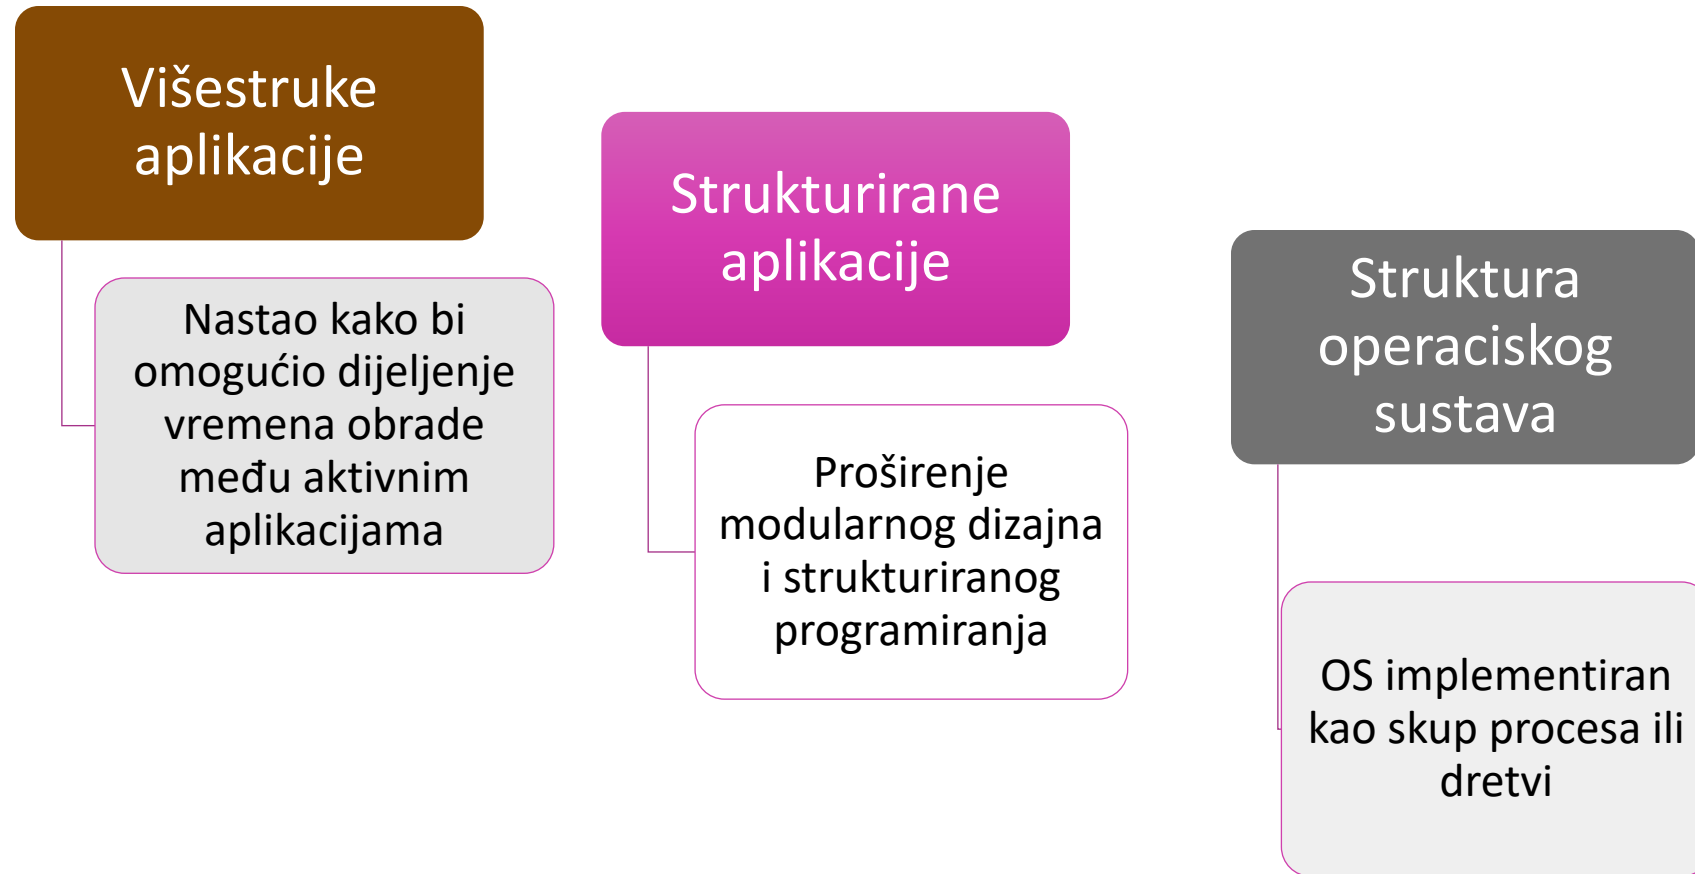 Višestruke
aplikacije
Nastao kako bi
omogućio dijeljenje
vremena obrade
među aktivnim
aplikacijama
Strukturirane
aplikacije
Proširenje
modularnog dizajna
i strukturiranog
programiranja
Struktura
operaciskog
sustava
OS implementiran
kao skup procesa ili
dretvi